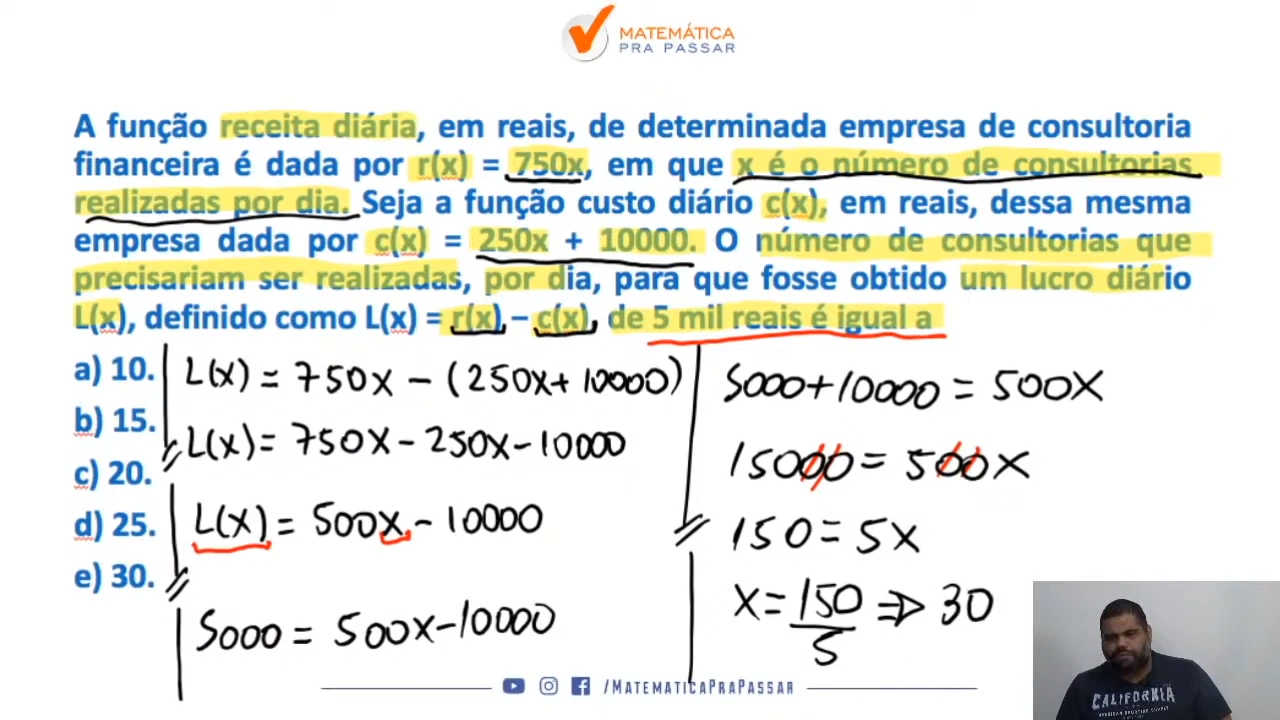 MATEMÁTICA
PRA PASSAR
A função receita diária, em reais, de determinada empresa de consultoria
financeira é dada por r(x) = 750x, em que x é o número de consultorias
realizadas por dia. Seja a função custo diário c(x), em reais, dessa mesma
empresa dada por c(x) = 250x + 10000. O número de consultorias que
precisariam ser realizadas, por dia, para que fosse obtido um lucro diário
L(x), definido como L(x) = r(x) – c(x), de 5 mil reais é igual a
a) 10.
b) 15.
c) 20.
d) 25.
e) 30.
L(x) = 750x - (250x + 10000)
L(x) = 750x - 250x - 10000
L(x) = 500x - 10000
5000 = 500x - 10000
5000 + 10000 = 500x
15000 = 500x
150 = 5x
x = 150/5 ⇒ 30
/MatematicaPraPassar
CALIFORNIA